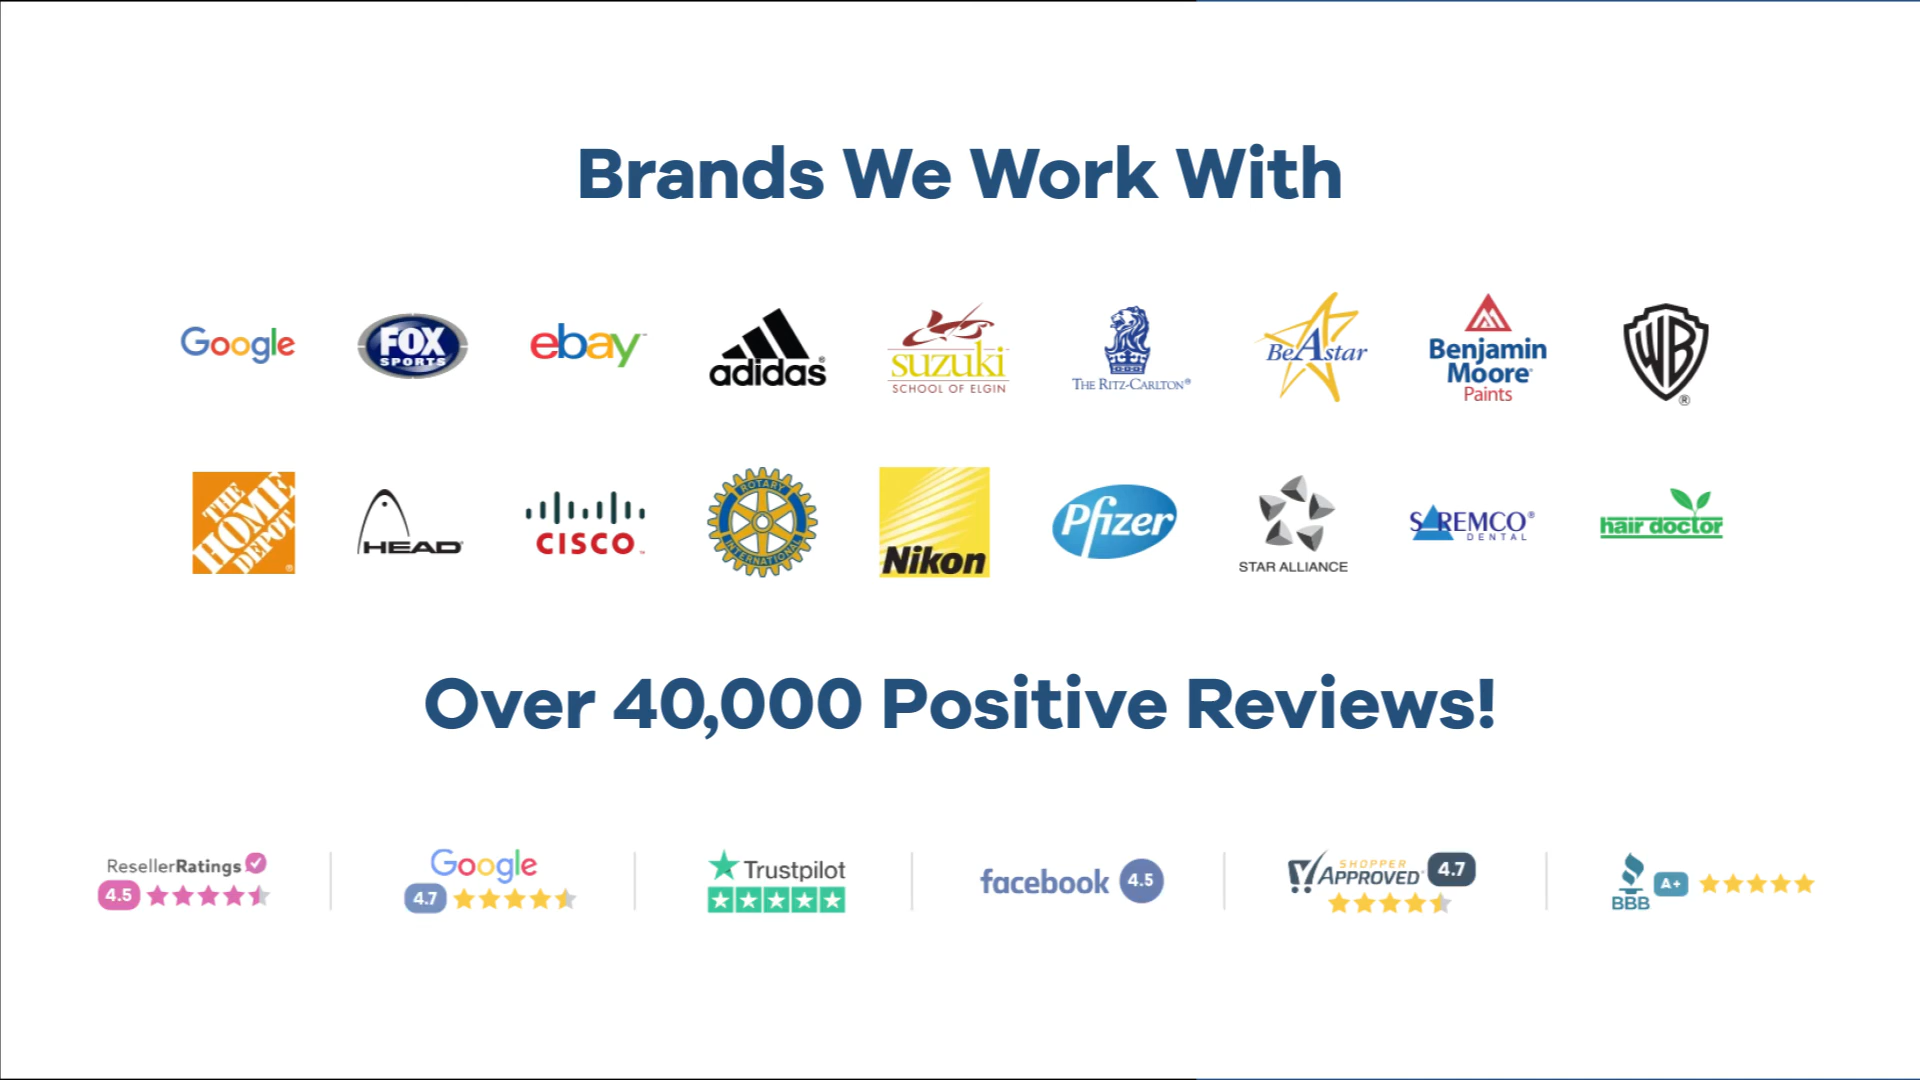 Brands We Work With
Google
FOX
SPORTS
ebay™
adidas®
suzuki
SCHOOL OF ELGIN
THE RITZ-CARLTON®
BeAstar
Benjamin
Moore®
Paints
WB
®
THE
HOME
DEPOT
®
HEAD
CISCO™
ROTARY
INTERNATIONAL
Nikon
Pfizer
STAR ALLIANCE
SAREMCO®
DENTAL
hair doctor
Over 40,000 Positive Reviews!
ResellerRatings
4.5
Google
4.7
Trustpilot
facebook 4.5
SHOPPER
APPROVED® 4.7
BBB
A+